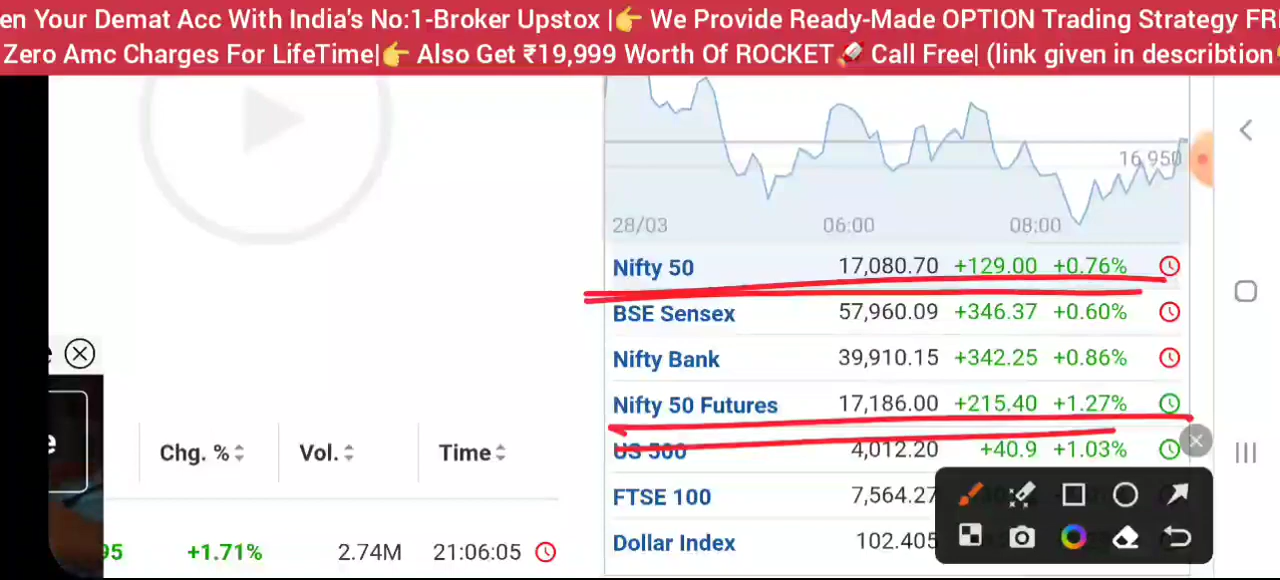 en Your Demat Acc With India's No:1-Broker Upstox |👉 We Provide Ready-Made OPTION Trading Strategy FR
Zero Amc Charges For LifeTime|👉 Also Get ₹19,999 Worth Of ROCKET🚀 Call Free| (link given in describtion
16,950
28/03 06:00 08:00
Nifty 50 17,080.70 +129.00 +0.76%
BSE Sensex 57,960.09 +346.37 +0.60%
Nifty Bank 39,910.15 +342.25 +0.86%
Nifty 50 Futures 17,186.00 +215.40 +1.27%
US 500 4,012.20 +40.9 +1.03%
FTSE 100 7,564.27
Dollar Index 102.405
e
e
Chg. % Vol. Time
95 +1.71% 2.74M 21:06:05